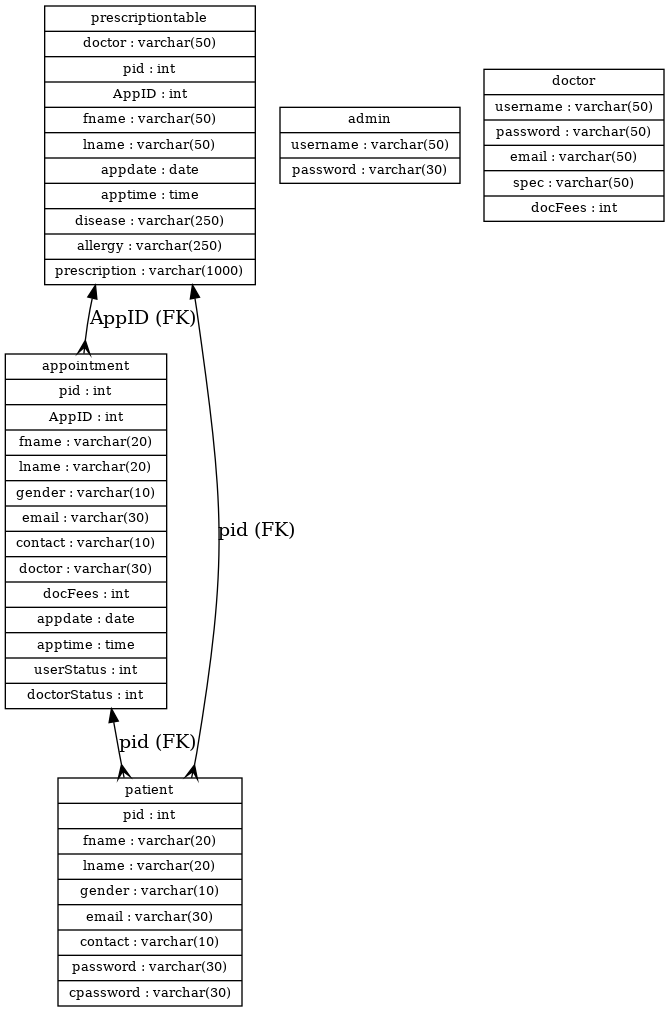 prescriptiontable
doctor : varchar(50)
pid : int
AppID : int
fname : varchar(50)
lname : varchar(50)
appdate : date
apptime : time
disease : varchar(250)
allergy : varchar(250)
prescription : varchar(1000)
admin
username : varchar(50)
password : varchar(30)
doctor
username : varchar(50)
password : varchar(50)
email : varchar(50)
spec : varchar(50)
docFees : int
AppID (FK)
appointment
pid : int
AppID : int
fname : varchar(20)
lname : varchar(20)
gender : varchar(10)
email : varchar(30)
contact : varchar(10)
doctor : varchar(30)
docFees : int
appdate : date
apptime : time
userStatus : int
doctorStatus : int
pid (FK)
pid (FK)
patient
pid : int
fname : varchar(20)
lname : varchar(20)
gender : varchar(10)
email : varchar(30)
contact : varchar(10)
password : varchar(30)
cpassword : varchar(30)